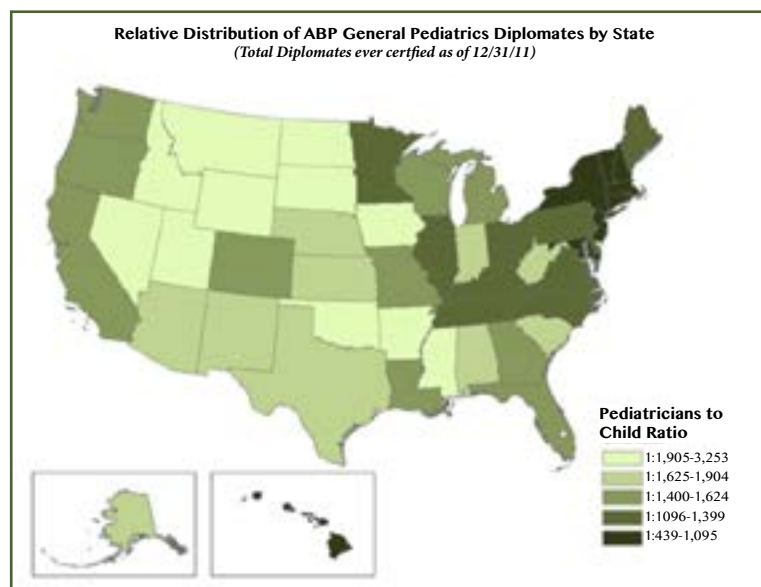 Relative Distribution of ABP General Pediatrics Diplomates by State
(Total Diplomates ever certfied as of 12/31/11)
Pediatricians to
Child Ratio
1:1,905-3,253
1:1,625-1,904
1:1,400-1,624
1:1096-1,399
1:439-1,095